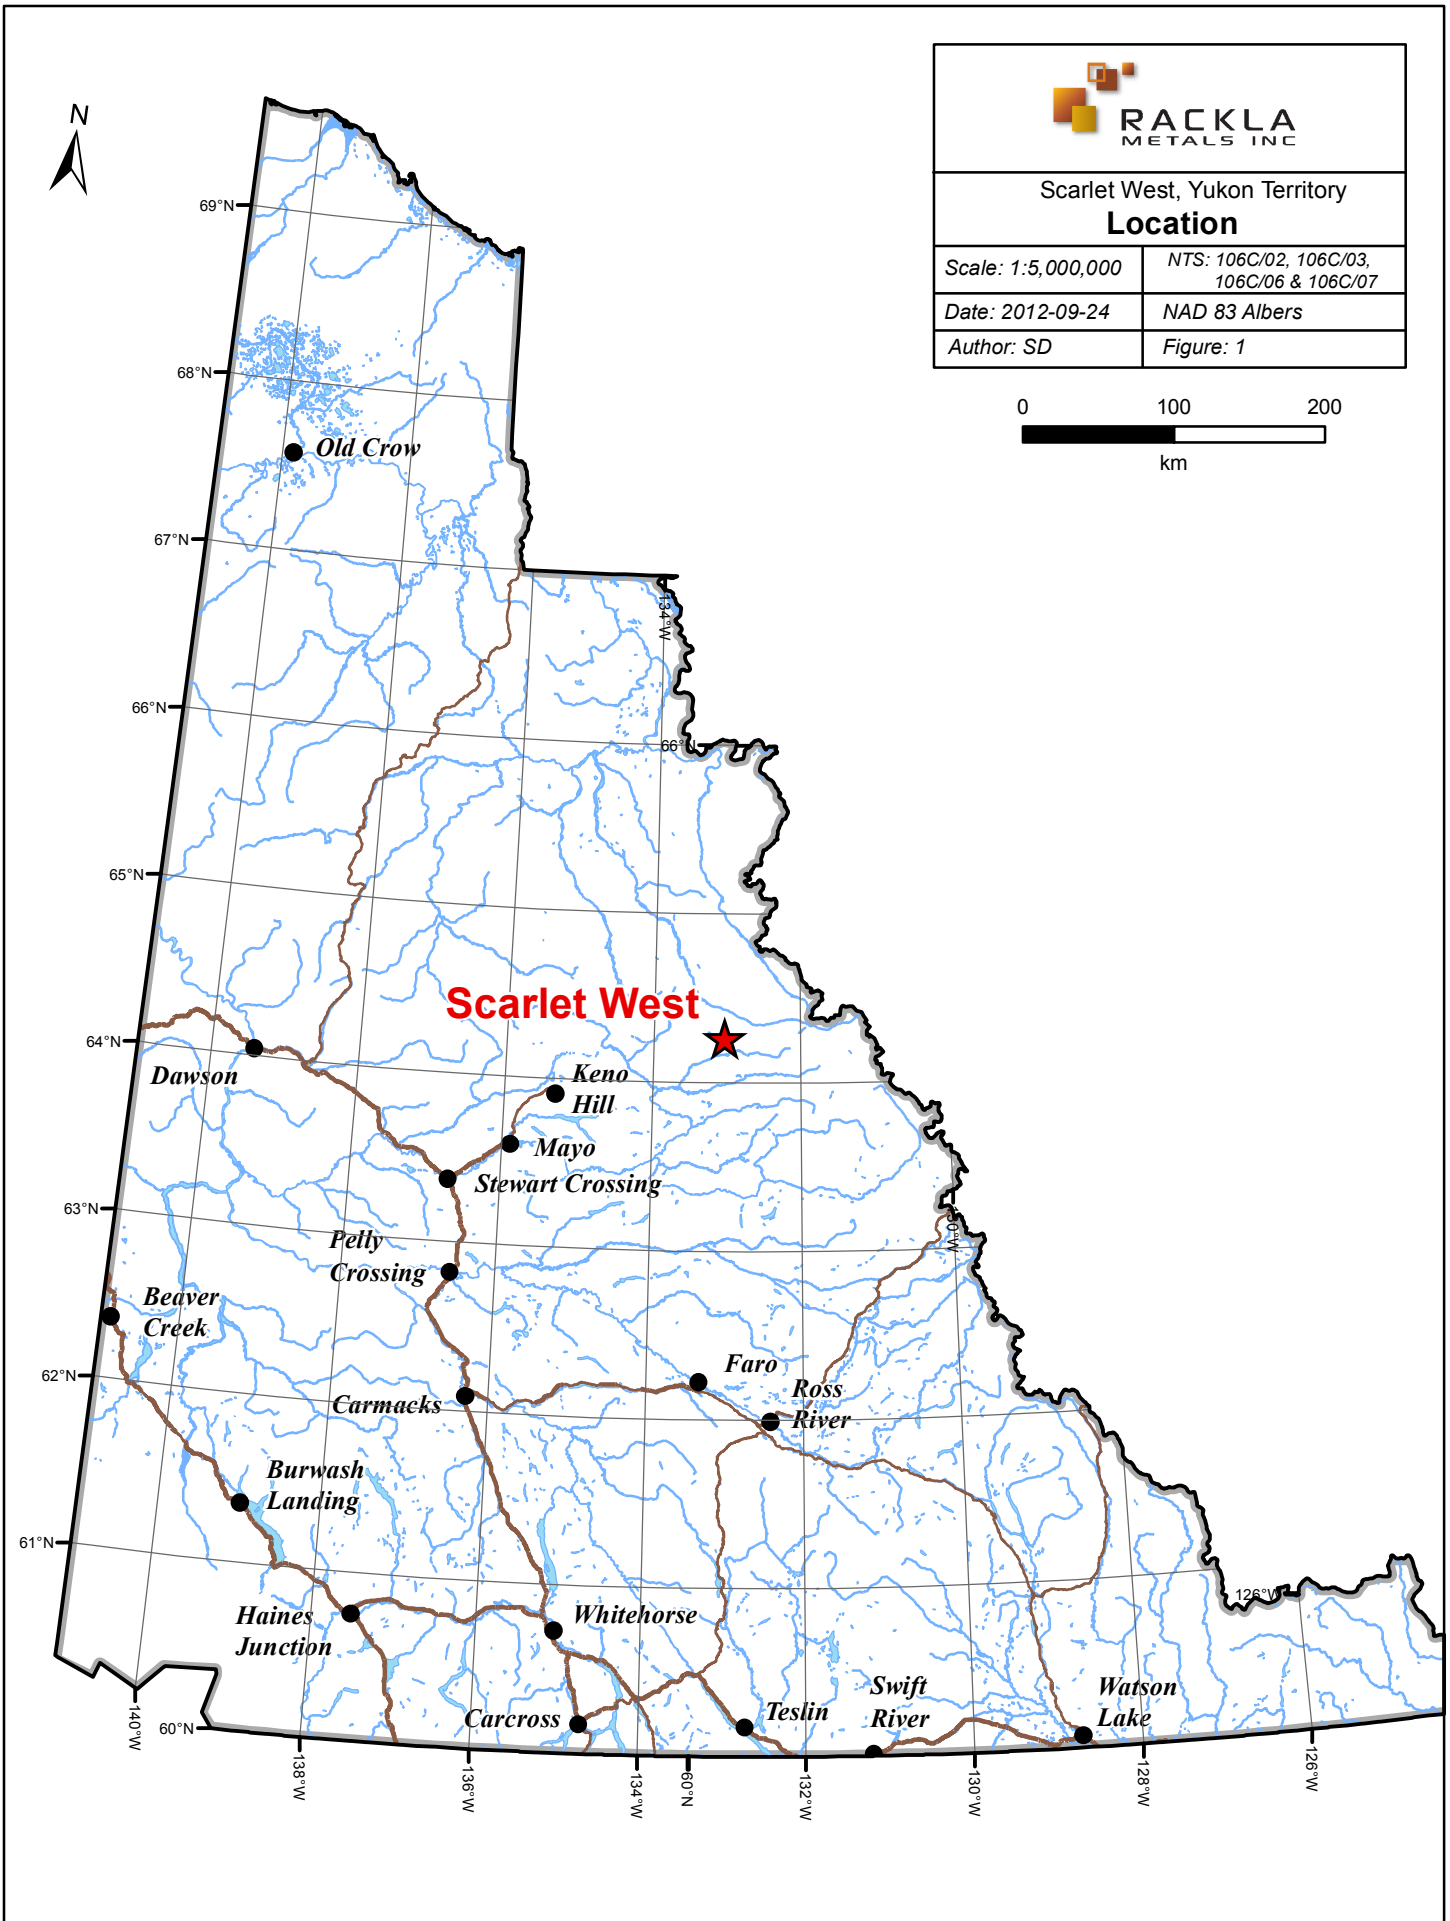 RACKLA
METALS INC
Scarlet West, Yukon Territory
Location
Scale: 1:5,000,000
NTS: 106C/02, 106C/03,
106C/06 & 106C/07
Date: 2012-09-24
NAD 83 Albers
Author: SD
Figure: 1
0 100 200
km
N
69°N
68°N
Old Crow
67°N
134°W
66°N
66°N
65°N
Scarlet West
64°N
Dawson
Keno
Hill
Mayo
Stewart Crossing
63°N
130°W
Pelly
Crossing
Beaver
Creek
62°N
Faro
Ross
River
Carmacks
Burwash
Landing
61°N
126°W
Haines
Junction
Whitehorse
Carcross
Teslin
Swift
River
Watson
Lake
60°N
140°W
138°W
136°W
134°W
60°N
132°W
130°W
128°W
126°W